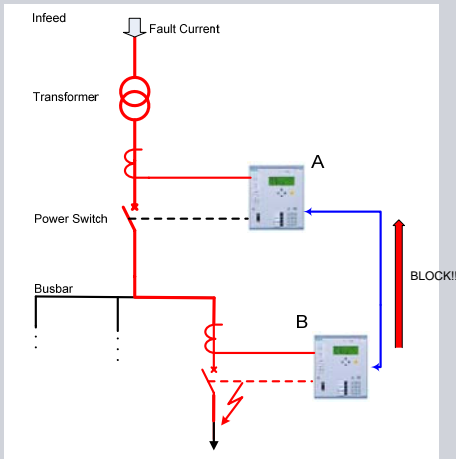 Infeed
Fault Current
Transformer
A
Power Switch
BLOCK!!
Busbar
B